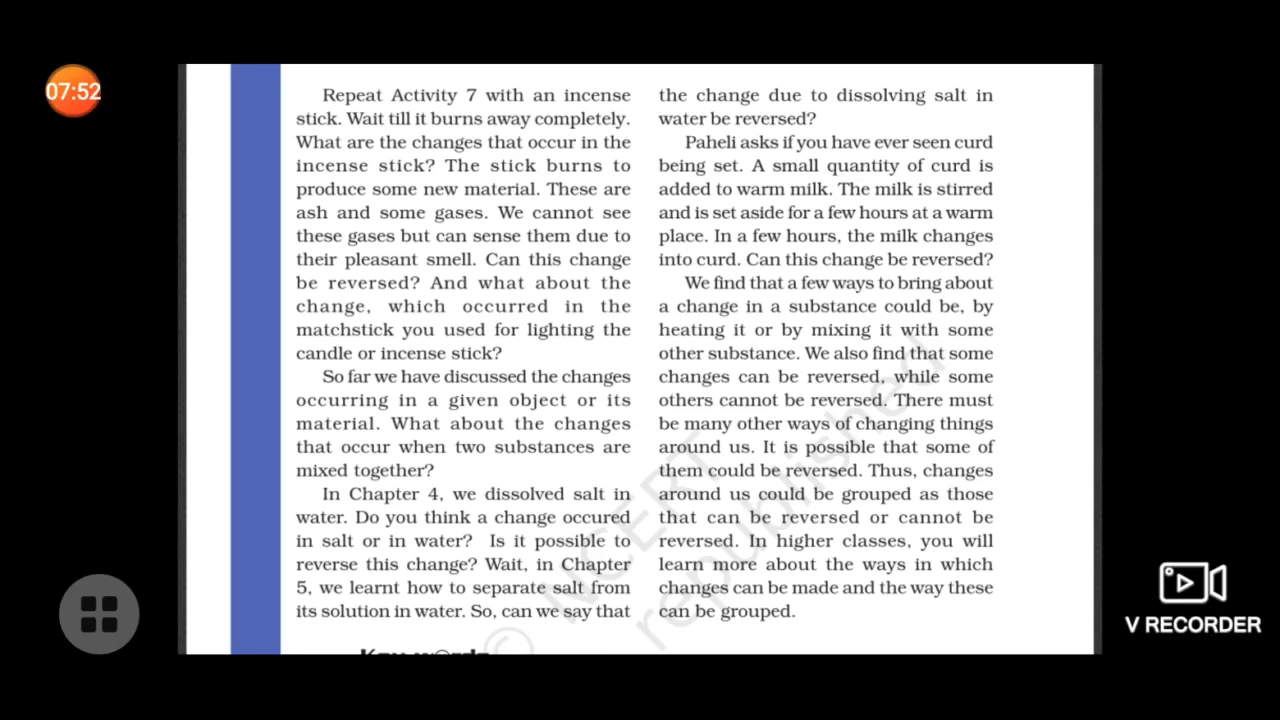 07:52
Repeat Activity 7 with an incense
stick. Wait till it burns away completely.
What are the changes that occur in the
incense stick? The stick burns to
produce some new material. These are
ash and some gases. We cannot see
these gases but can sense them due to
their pleasant smell. Can this change
be reversed? And what about the
change, which occurred in the
matchstick you used for lighting the
candle or incense stick?
So far we have discussed the changes
occurring in a given object or its
material. What about the changes
that occur when two substances are
mixed together?
In Chapter 4, we dissolved salt in
water. Do you think a change occured
in salt or in water? Is it possible to
reverse this change? Wait, in Chapter
5, we learnt how to separate salt from
its solution in water. So, can we say that
the change due to dissolving salt in
water be reversed?
Paheli asks if you have ever seen curd
being set. A small quantity of curd is
added to warm milk. The milk is stirred
and is set aside for a few hours at a warm
place. In a few hours, the milk changes
into curd. Can this change be reversed?
We find that a few ways to bring about
a change in a substance could be, by
heating it or by mixing it with some
other substance. We also find that some
changes can be reversed, while some
others cannot be reversed. There must
be many other ways of changing things
around us. It is possible that some of
them could be reversed. Thus, changes
around us could be grouped as those
that can be reversed or cannot be
reversed. In higher classes, you will
learn more about the ways in which
changes can be made and the way these
can be grouped.
© NCERT
republished
V RECORDER